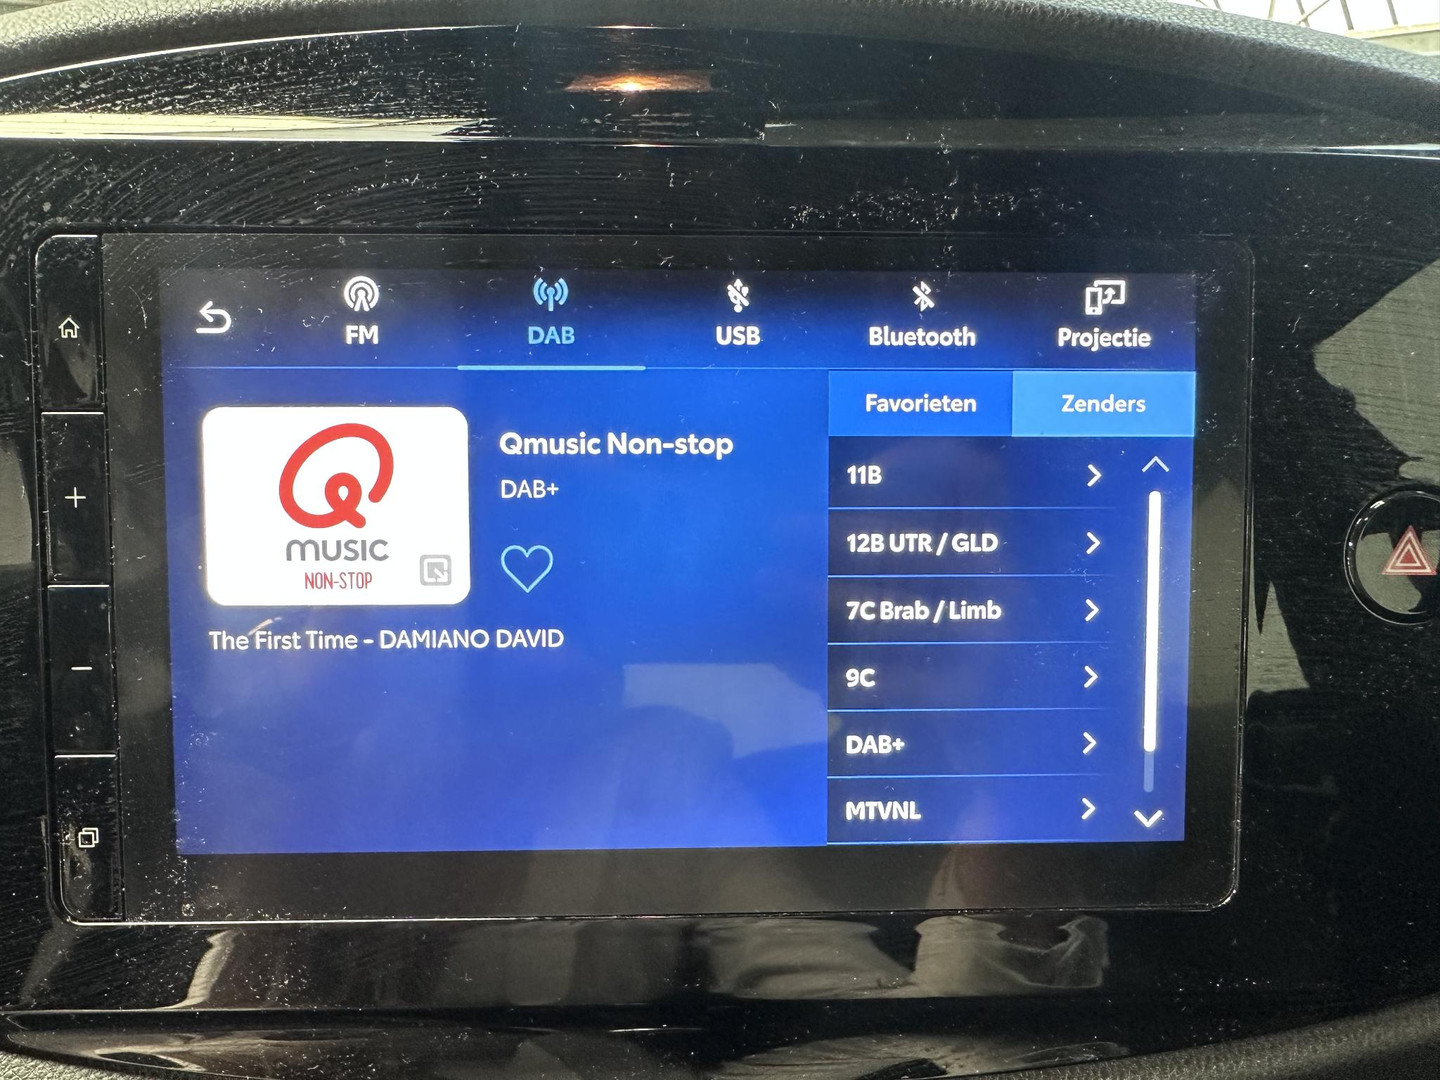 FM
DAB
USB
Bluetooth
Projectie
Favorieten
Zenders
MUSIC
NON-STOP
Qmusic Non-stop
DAB+
The First Time - DAMIANO DAVID
11B
12B UTR / GLD
7C Brab / Limb
9C
DAB+
MTVNL